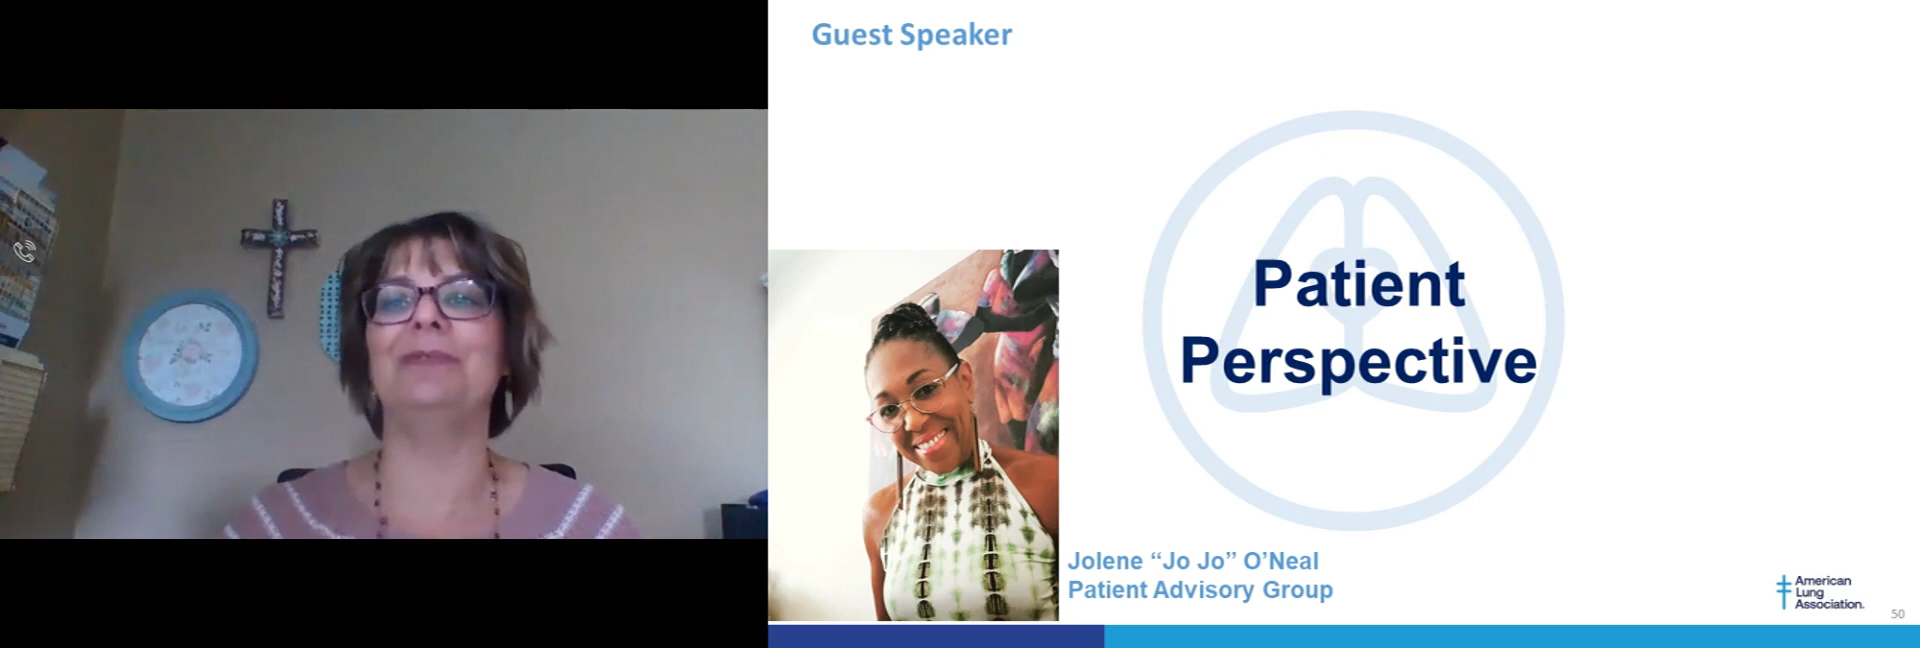 Guest Speaker
Patient
Perspective
Jolene “Jo Jo” O’Neal
Patient Advisory Group
American
Lung
Association.
50